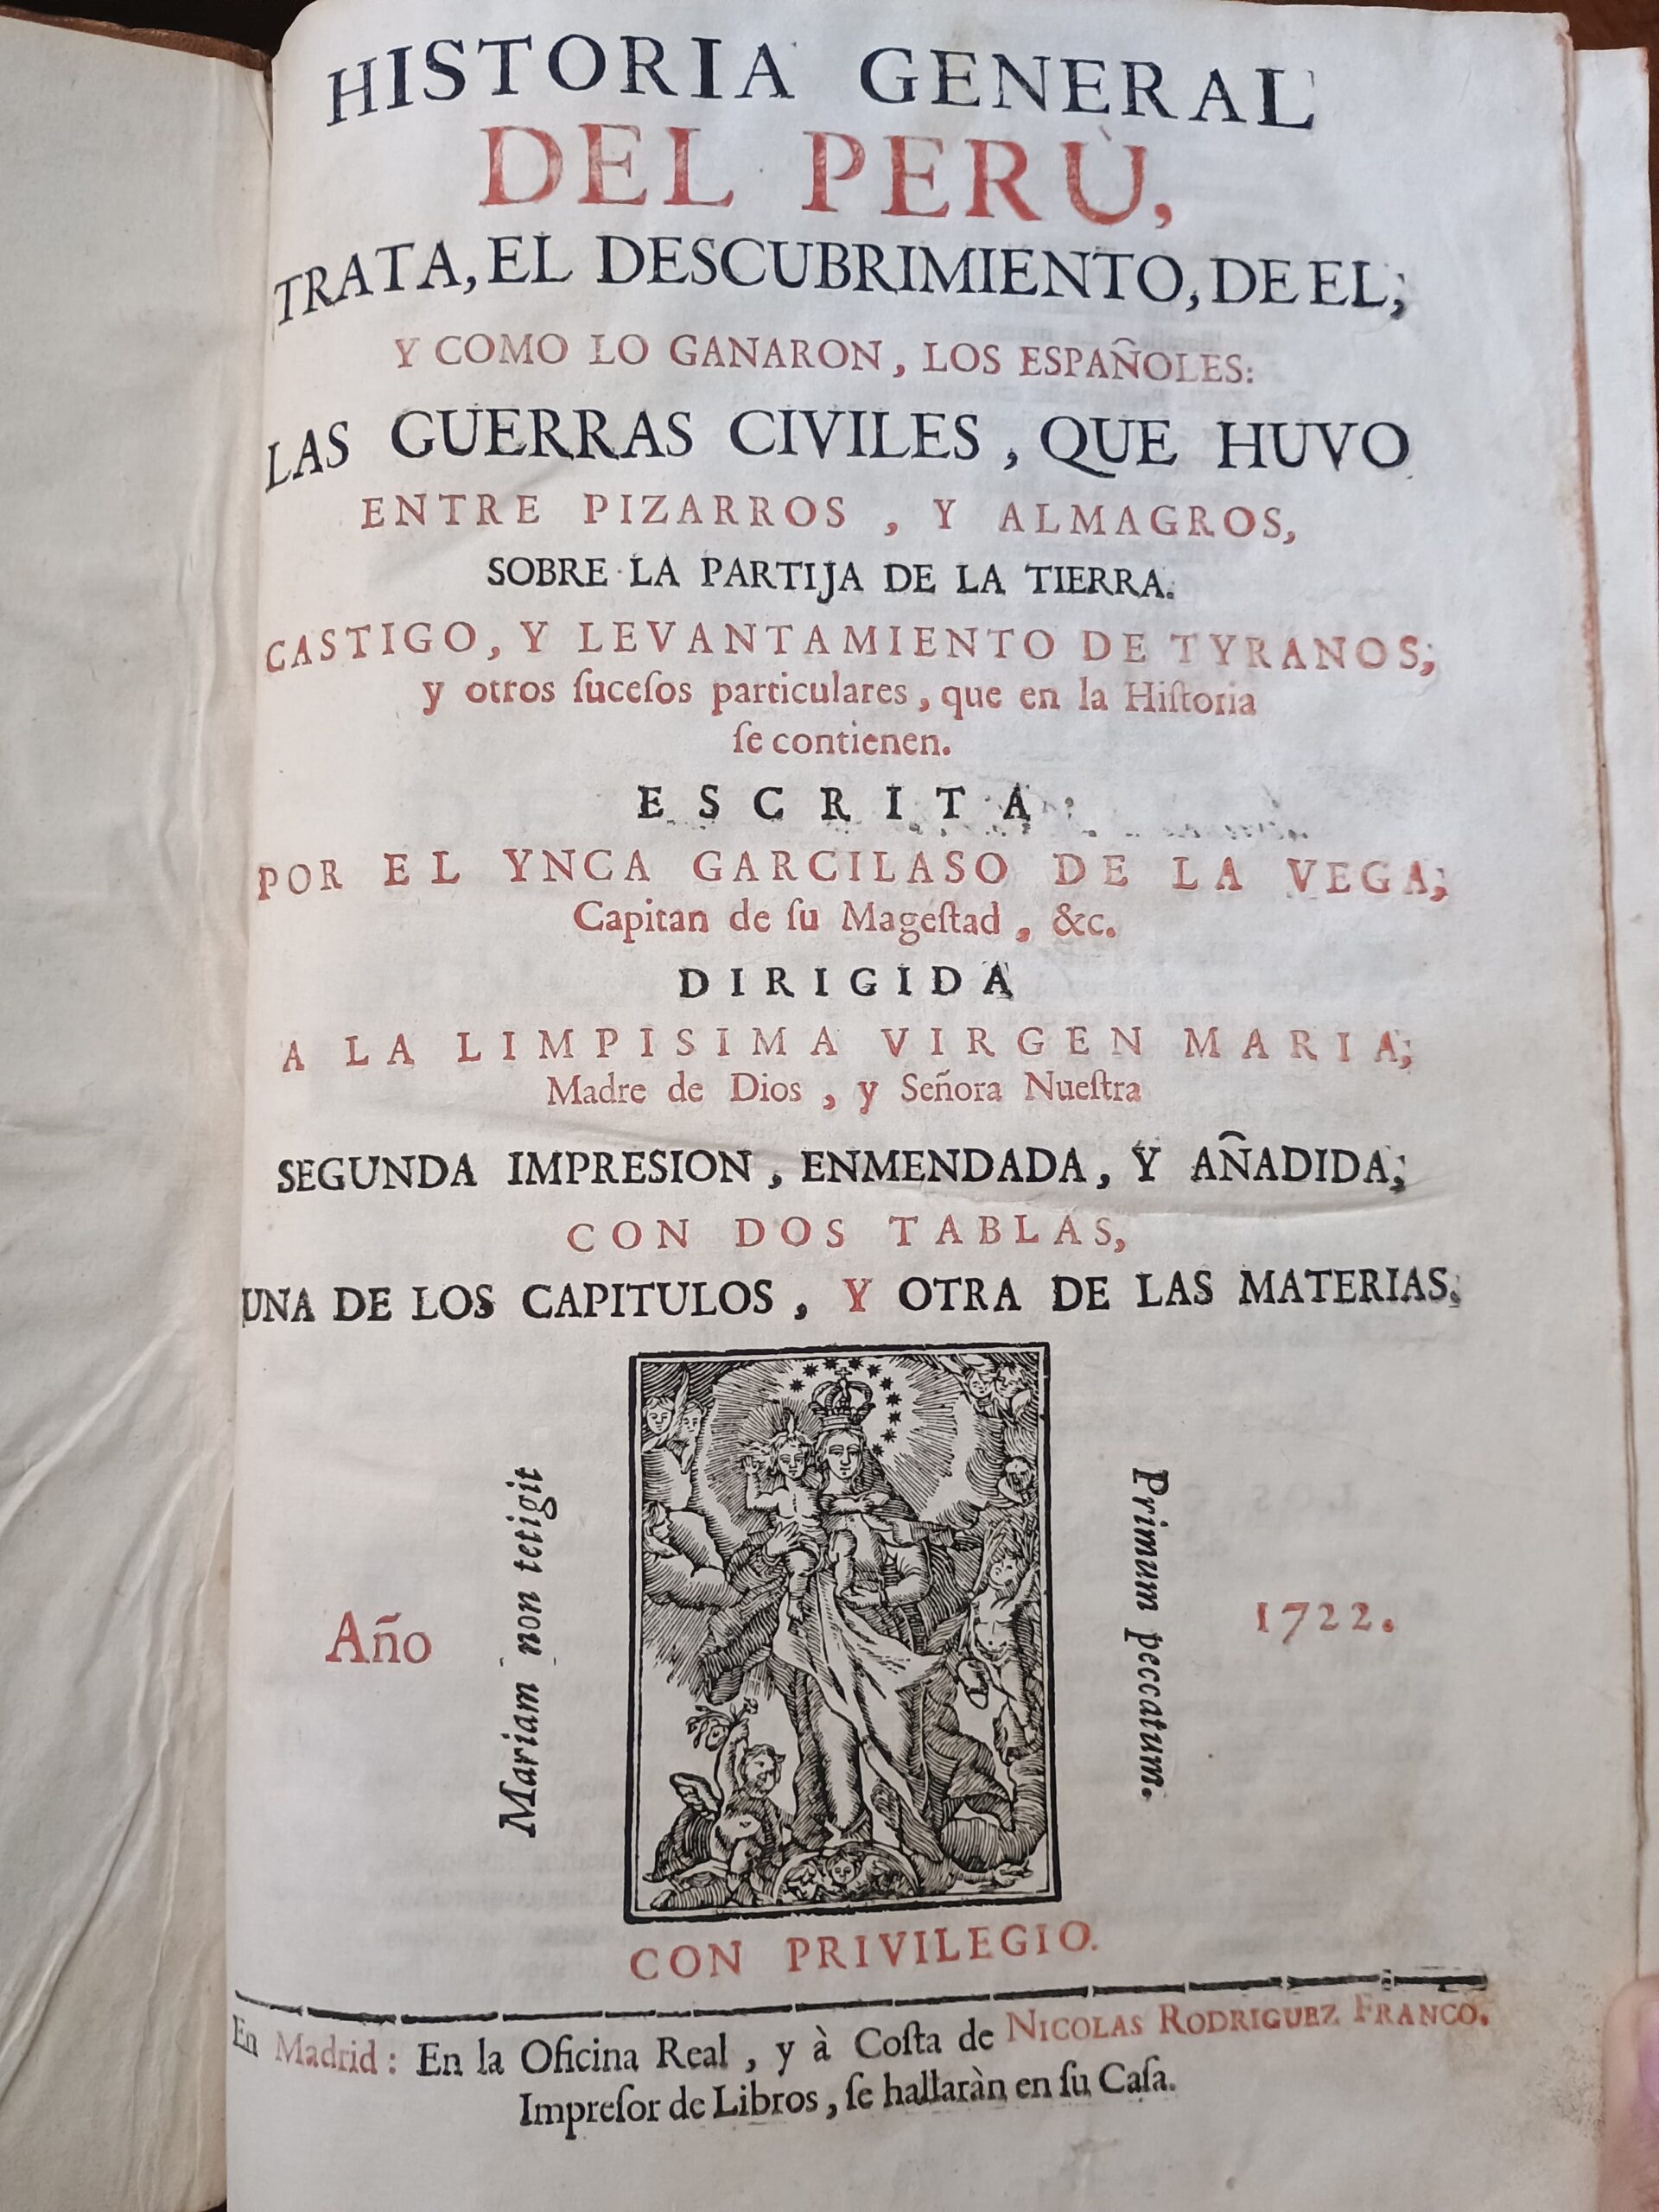 HISTORIA GENERAL
DEL PERÙ,
TRATA, EL DESCUBRIMIENTO, DE EL;
Y COMO LO GANARON, LOS ESPAÑOLES:
LAS GUERRAS CIVILES, QUE HUVO
ENTRE PIZARROS, Y ALMAGROS,
SOBRE LA PARTIJA DE LA TIERRA.
CASTIGO, Y LEVANTAMIENTO DE TYRANOS;
y otros ſuceſos particulares, que en la Hiſtoria
ſe contienen.
ESCRITA
POR EL YNCA GARCILASO DE LA VEGA;
Capitan de ſu Mageſtad, &c.
DIRIGIDA
A LA LIMPISIMA VIRGEN MARIA;
Madre de Dios, y Señora Nueſtra
SEGUNDA IMPRESION, ENMENDADA, Y AÑADIDA;
CON DOS TABLAS,
UNA DE LOS CAPITULOS, Y OTRA DE LAS MATERIAS.
Año
Mariam non tetigit
Primum peccatum.
1722.
CON PRIVILEGIO.
En Madrid: En la Oficina Real, y à Coſta de NICOLAS RODRIGUEZ FRANCO.
Impreſor de Libros, ſe hallaràn en ſu Caſa.